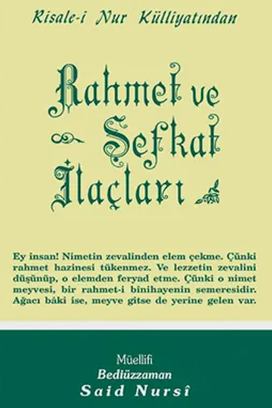 Risale-i Nur Külliyatından
Rahmet ve
Şefkat
İlaçları
Ey insan! Nimetin zevalinden elem çekme. Çünki
rahmet hazinesi tükenmez. Ve lezzetin zevalini
düşünüp, o elemden feryad etme. Çünki o nimet
meyvesi, bir rahmet-i binihayenin semeresidir.
Ağacı bâki ise, meyve gitse de yerine gelen var.
Müellifi
Bediüzzaman
Said Nursî